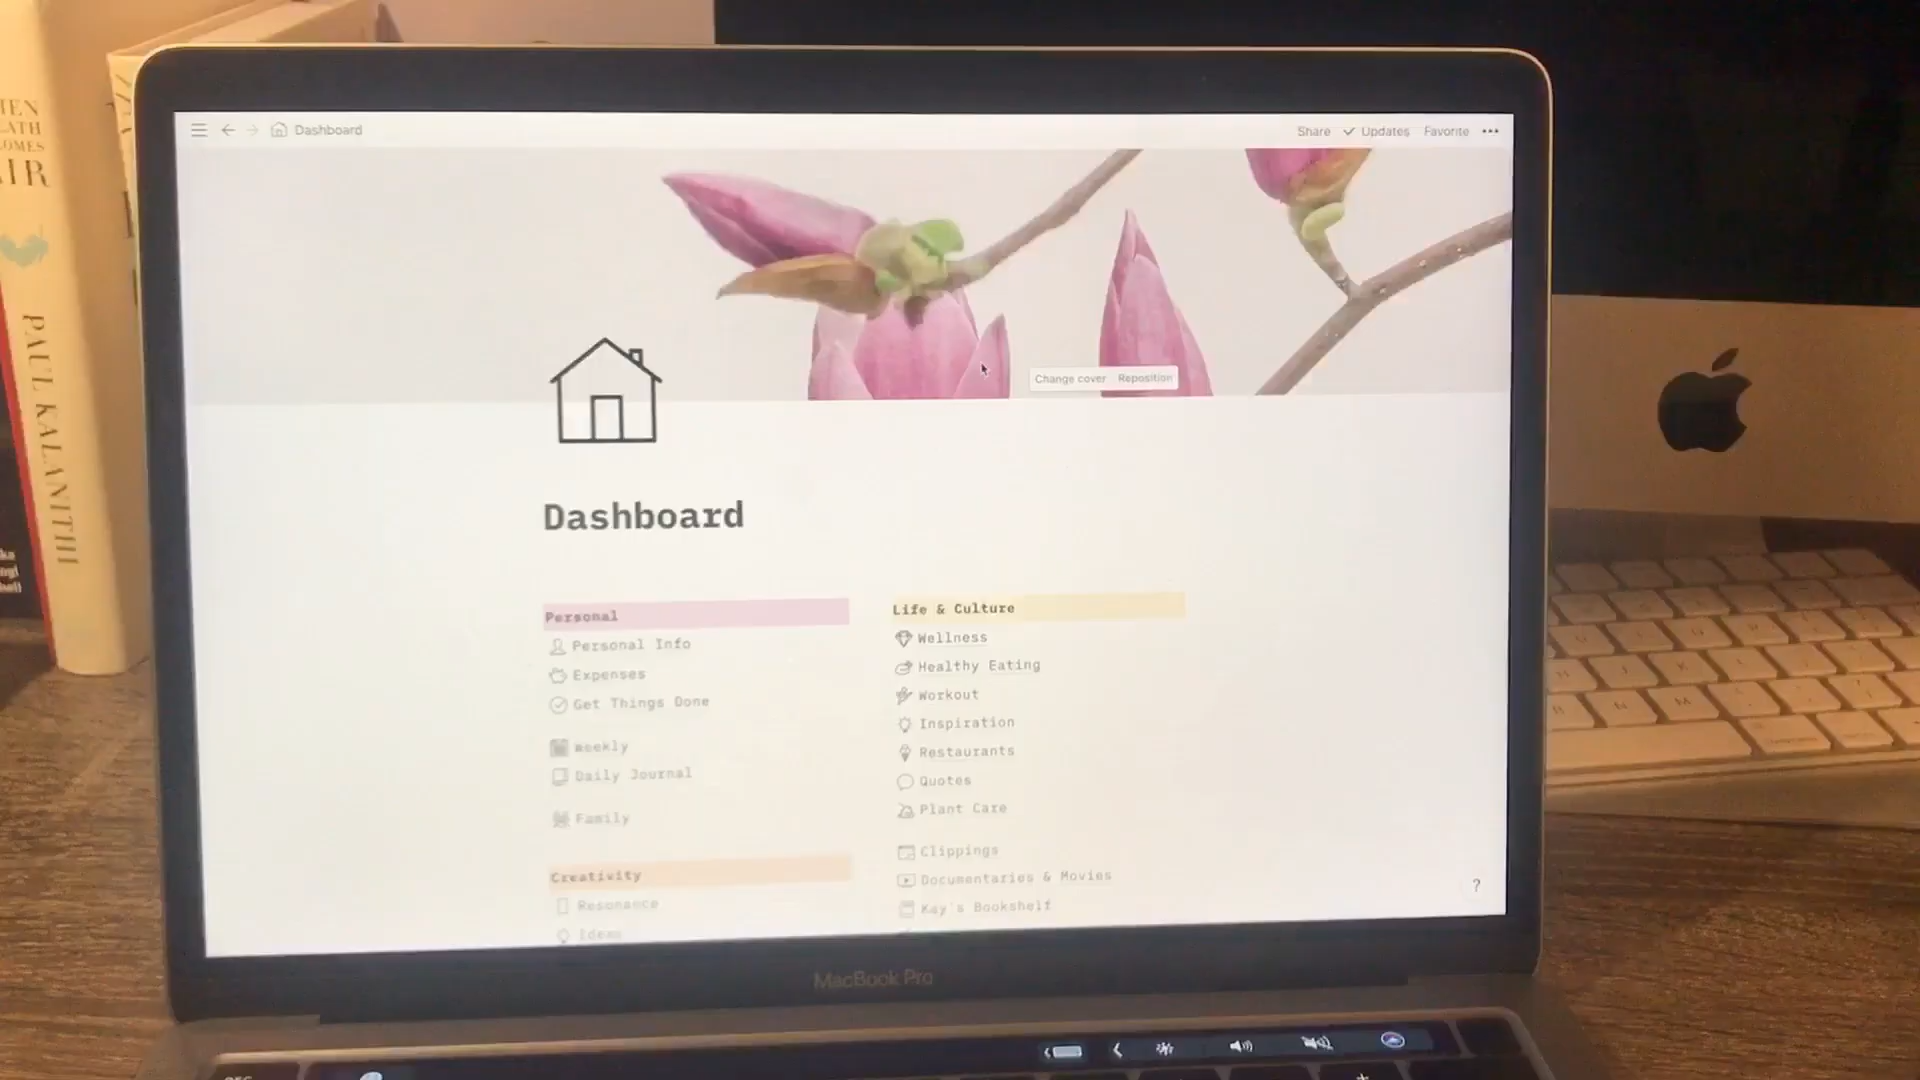 Dashboard
Share Updates Favorite
Change cover Reposition
Dashboard
Personal
Personal Info
Expenses
Get Things Done
weekly
Daily Journal
Family
Creativity
Resonance
Ideas
Life & Culture
Wellness
Healthy Eating
Workout
Inspiration
Restaurants
Quotes
Plant Care
Clippings
Documentaries & Movies
Kay's Bookshelf
?
MacBook Pro
PAUL KALANITHI